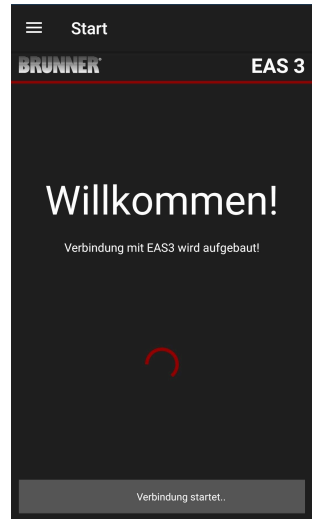 Start
BRUNNER
EAS 3
Willkommen!
Verbindung mit EAS3 wird aufgebaut!
Verbindung startet..